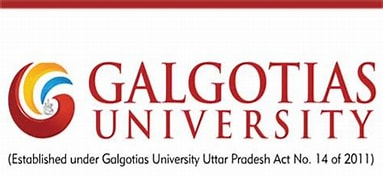 GALGOTIAS
UNIVERSITY
(Established under Galgotias University Uttar Pradesh Act No. 14 of 2011)